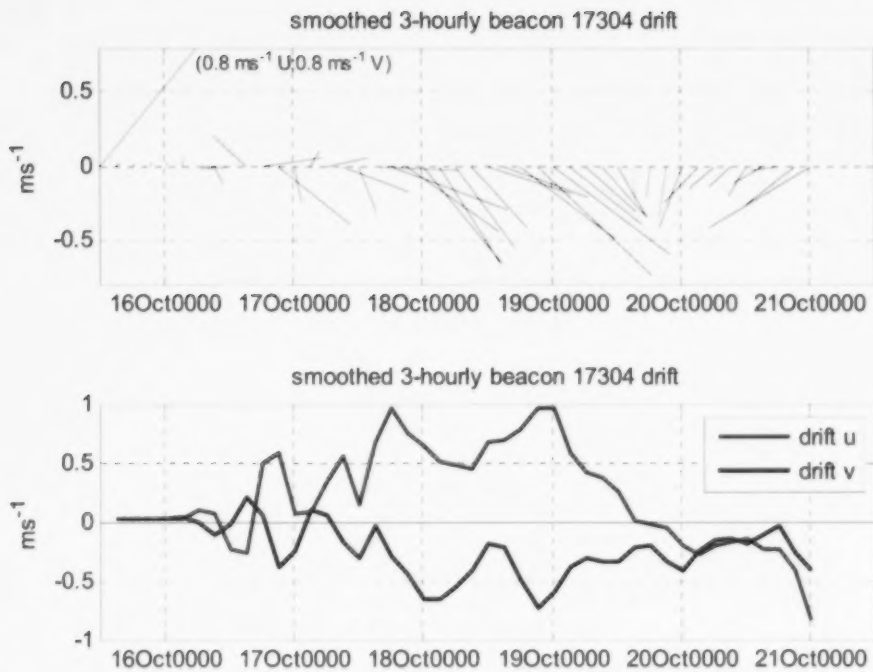 smoothed 3-hourly beacon 17304 drift
(0.8 ms⁻¹ U;0.8 ms⁻¹ V)
0.5
0
-0.5
ms⁻¹
16Oct0000 17Oct0000 18Oct0000 19Oct0000 20Oct0000 21Oct0000
smoothed 3-hourly beacon 17304 drift
1
0.5
0
-0.5
-1
ms⁻¹
drift u
drift v
16Oct0000 17Oct0000 18Oct0000 19Oct0000 20Oct0000 21Oct0000